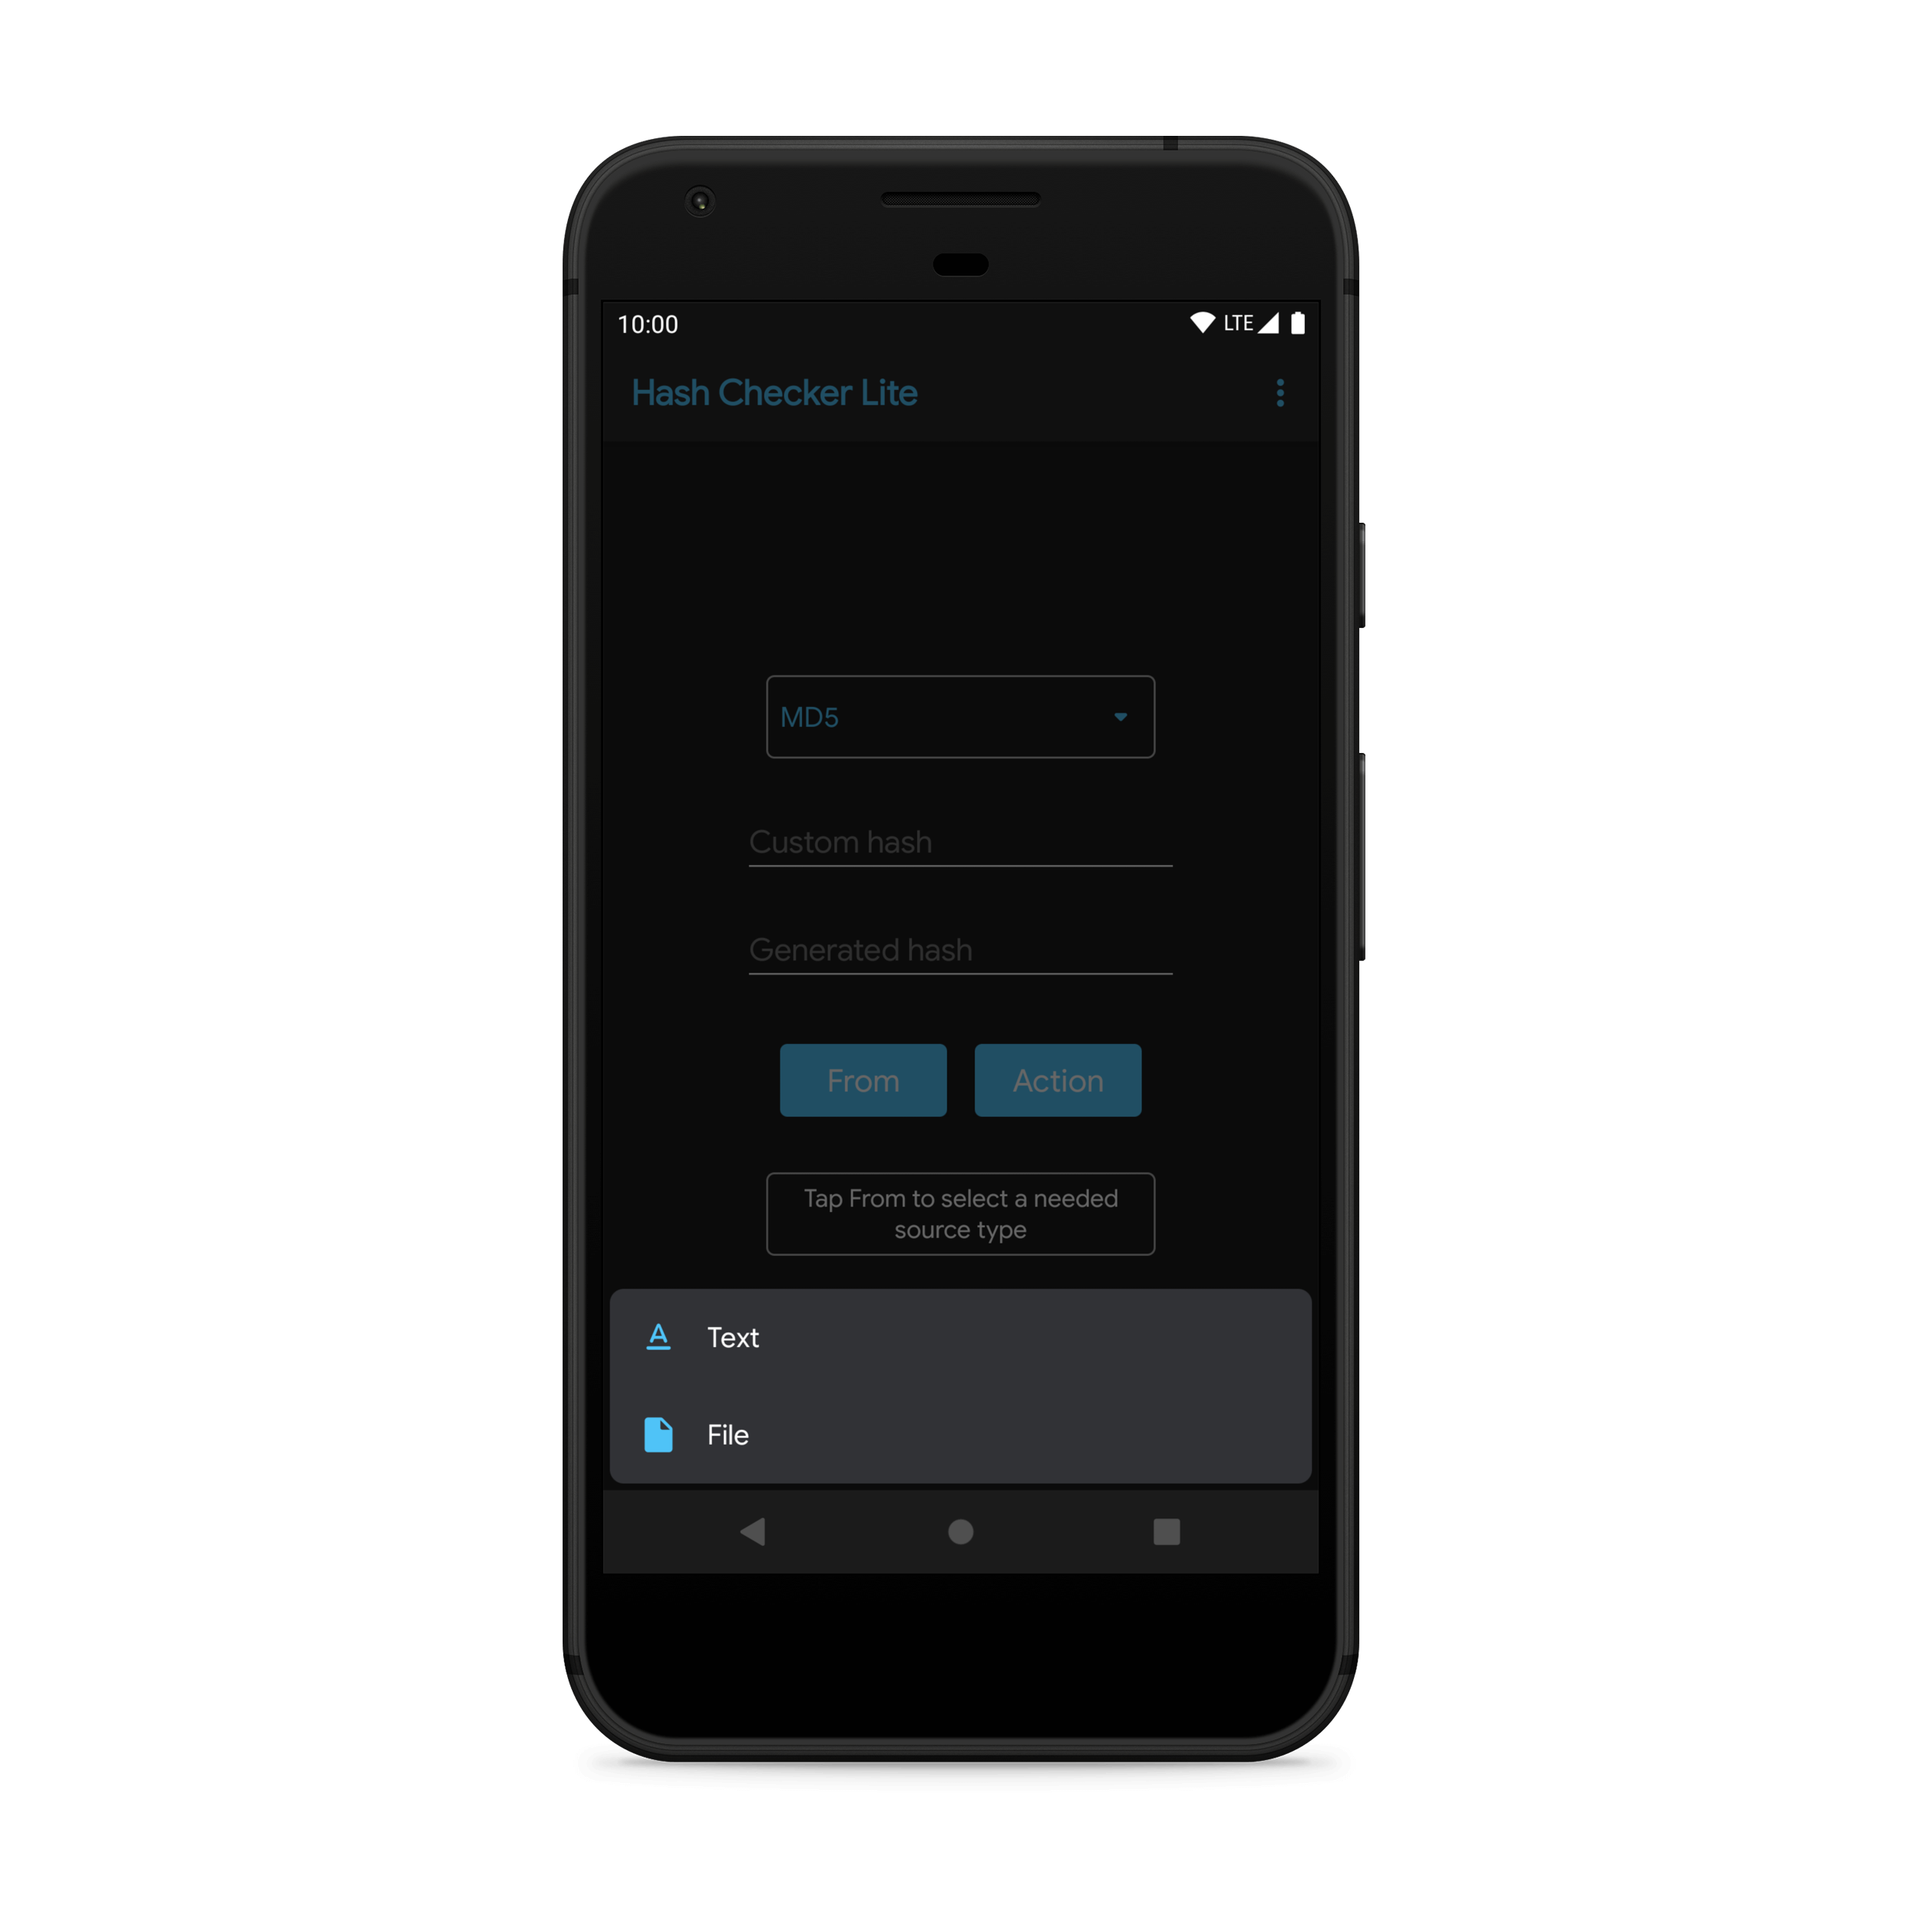 10:00 LTE
Hash Checker Lite
MD5
Custom hash
Generated hash
From Action
Tap From to select a needed
source type
Text
File